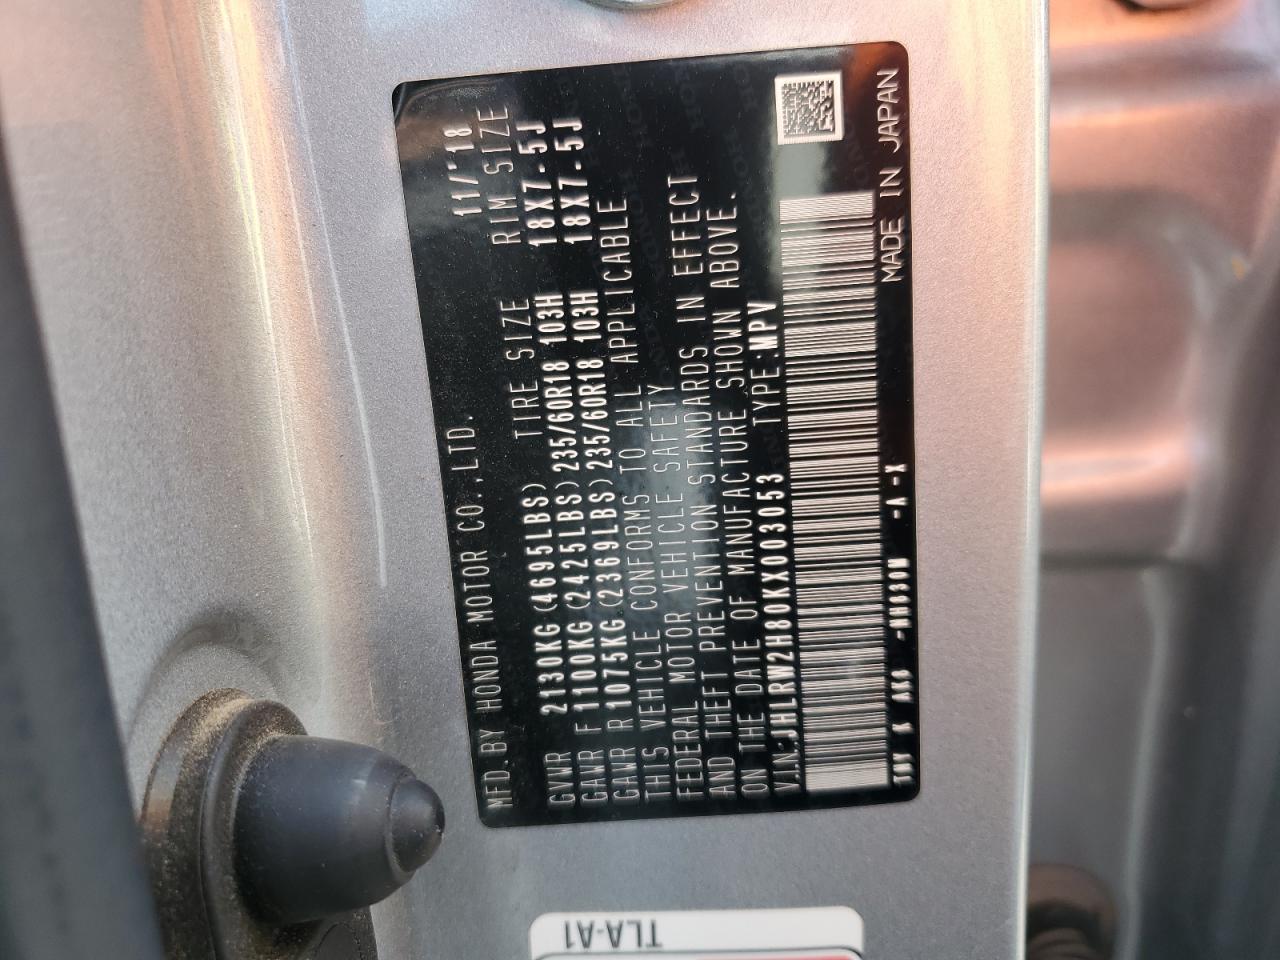 MFD. BY HONDA MOTOR CO.,LTD. 11/'18
TIRE SIZE RIM SIZE
GVWR 2130KG(4695LBS)
GAWR F 1100KG(2425LBS)235/60R18 103H 18X7.5J
GAWR R 1075KG(2369LBS)235/60R18 103H 18X7.5J
THIS VEHICLE CONFORMS TO ALL APPLICABLE
FEDERAL MOTOR VEHICLE SAFETY
AND THEFT PREVENTION STANDARDS IN EFFECT
ON THE DATE OF MANUFACTURE SHOWN ABOVE.
V.I.N:JHLRW2H80KX003053 TYPE:MPV
-NH830M -A -X
MADE IN JAPAN
TLA-A1